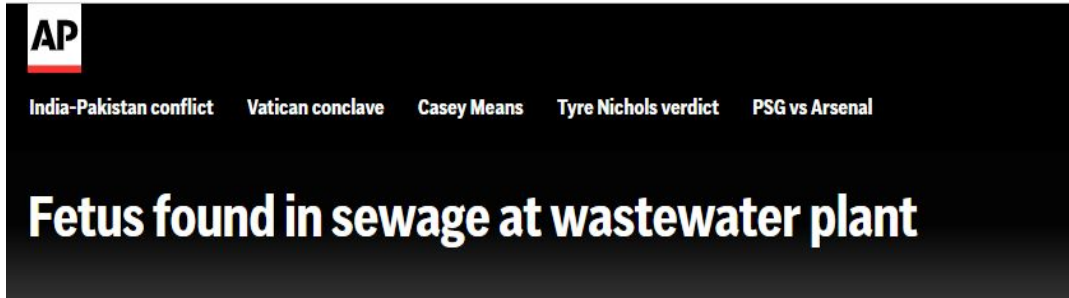 AP
India-Pakistan conflict Vatican conclave Casey Means Tyre Nichols verdict PSG vs Arsenal
Fetus found in sewage at wastewater plant